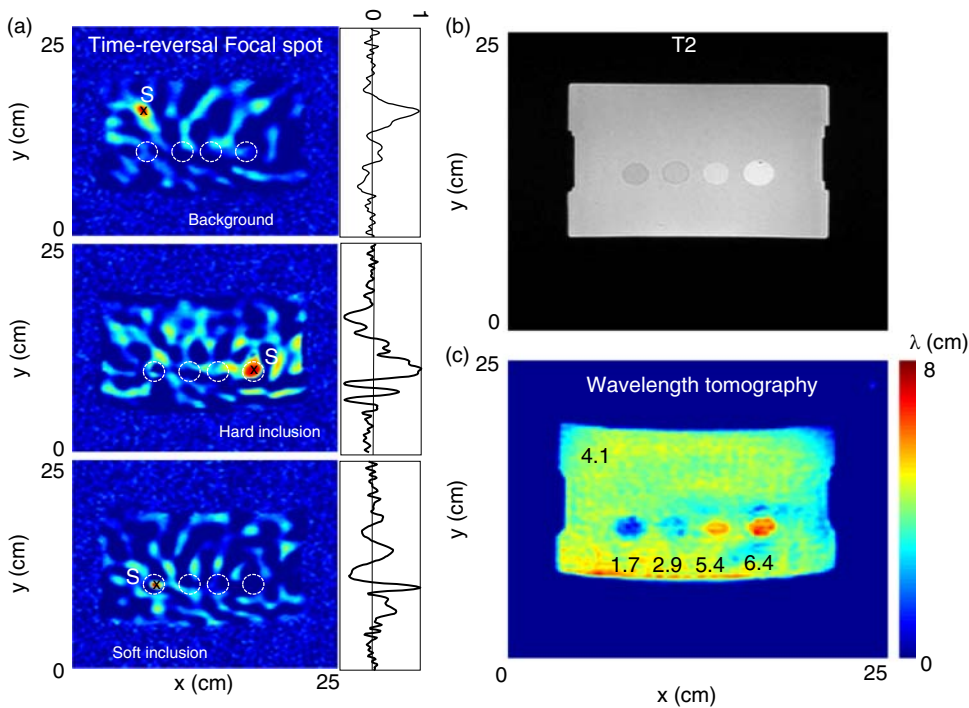 (a)
0
1
25
Time-reversal Focal spot
S
x
y (cm)
Background
0
25
S
x
y (cm)
Hard inclusion
0
25
S
x
y (cm)
Soft inclusion
0
x (cm)
25
(b)
25
T2
y (cm)
0
λ (cm)
(c)
25
8
Wavelength tomography
4.1
y (cm)
1.7 2.9 5.4 6.4
0
0
25
x (cm)